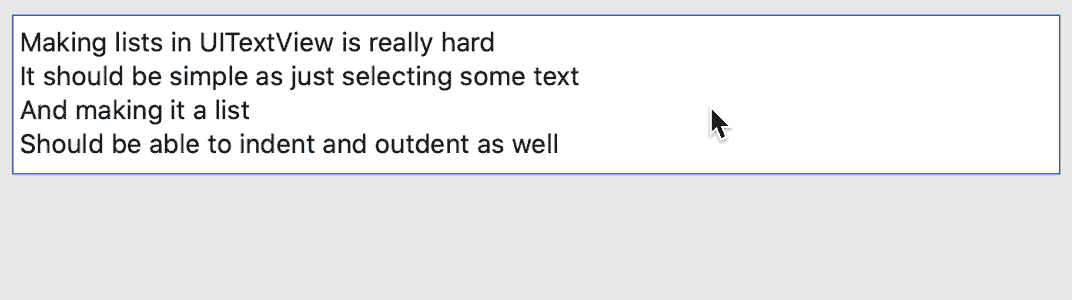 Making lists in UITextView is really hard
It should be simple as just selecting some text
And making it a list
Should be able to indent and outdent as well